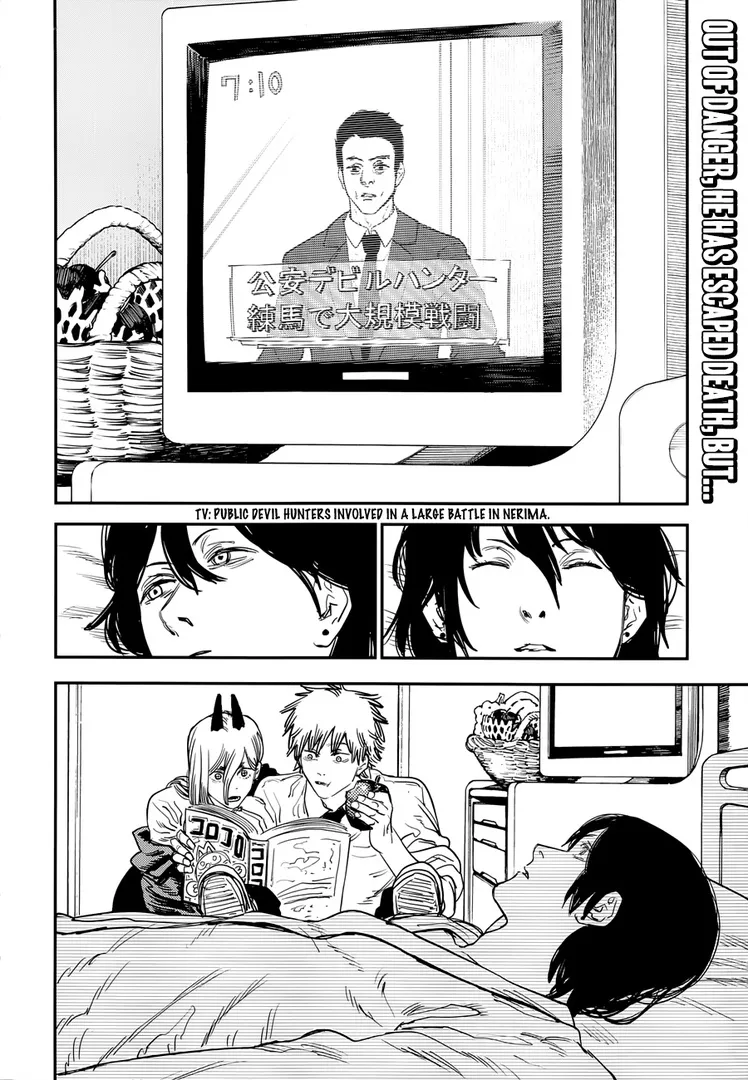 OUT OF DANGER, HE HAS ESCAPED DEATH, BUT...
7:10
公安デビルハンター
練馬で大規模戦闘
TV: PUBLIC DEVIL HUNTERS INVOLVED IN A LARGE BATTLE IN NERIMA.
コロコロ
コロ